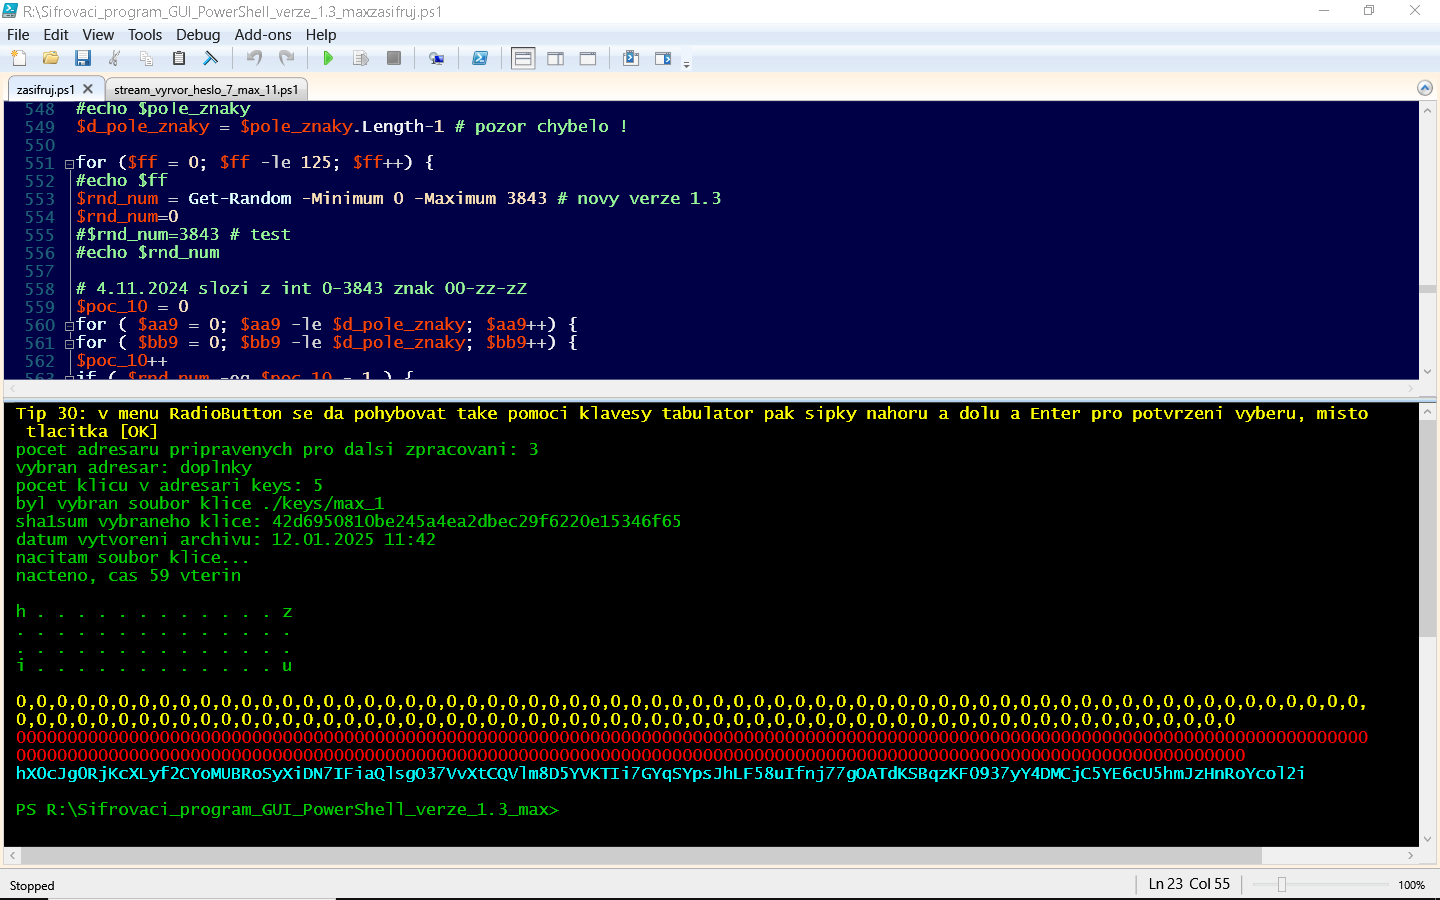 R:\Sifrovaci_program_GUI_PowerShell_verze_1.3_maxzasifruj.ps1
File Edit View Tools Debug Add-ons Help
zasifruj.ps1 stream_vyrvor_heslo_7_max_11.ps1
548 #echo $pole_znaky
549 $d_pole_znaky = $pole_znaky.Length-1 # pozor chybelo !
550
551 for ($ff = 0; $ff -le 125; $ff++) {
552 #echo $ff
553 $rnd_num = Get-Random -Minimum 0 -Maximum 3843 # novy verze 1.3
554 $rnd_num=0
555 #$rnd_num=3843 # test
556 #echo $rnd_num
557
558 # 4.11.2024 slozi z int 0-3843 znak 00-zz-zZ
559 $poc_10 = 0
560 for ( $aa9 = 0; $aa9 -le $d_pole_znaky; $aa9++) {
561 for ( $bb9 = 0; $bb9 -le $d_pole_znaky; $bb9++) {
562 $poc_10++
563 if ( $rnd_num -eq $poc_10 - 1 ) {
Tip 30: v menu RadioButton se da pohybovat take pomoci klavesy tabulator pak sipky nahoru a dolu a Enter pro potvrzeni vyberu, misto
tlacitka [OK]
pocet adresaru pripravenych pro dalsi zpracovani: 3
vybran adresar: doplnky
pocet klicu v adresari keys: 5
byl vybran soubor klice ./keys/max_1
sha1sum vybraneho klice: 42d6950810be245a4ea2dbec29f6220e15346f65
datum vytvoreni archivu: 12.01.2025 11:42
nacitam soubor klice...
nacteno, cas 59 vterin
h . . . . . . . . . . . . z
. . . . . . . . . . . . . .
. . . . . . . . . . . . . .
i . . . . . . . . . . . . u
0,0,0,0,0,0,0,0,0,0,0,0,0,0,0,0,0,0,0,0,0,0,0,0,0,0,0,0,0,0,0,0,0,0,0,0,0,0,0,0,0,0,0,0,0,0,0,0,0,0,0,0,0,0,0,0,0,0,0,0,0,0,0,0,0,0,
0,0,0,0,0,0,0,0,0,0,0,0,0,0,0,0,0,0,0,0,0,0,0,0,0,0,0,0,0,0,0,0,0,0,0,0,0,0,0,0,0,0,0,0,0,0,0,0,0,0,0,0,0,0,0,0,0,0,0,0
000000000000000000000000000000000000000000000000000000000000000000000000000000000000000000000000000000000000000000000000000000000000
000000000000000000000000000000000000000000000000000000000000000000000000000000000000000000000000000000000000000000000000
hXOcJgORjKcXLyf2CYoMUBRoSyXiDN7IFiaQlsgO37VvXtCQVlm8D5YVKTIi7GYqSYpsJhLF58uIfnj77gOATdKSBqzKF0937yY4DMCjC5YE6cU5hmJzHnRoYcol2i
PS R:\Sifrovaci_program_GUI_PowerShell_verze_1.3_max>
Stopped Ln 23 Col 55 100%